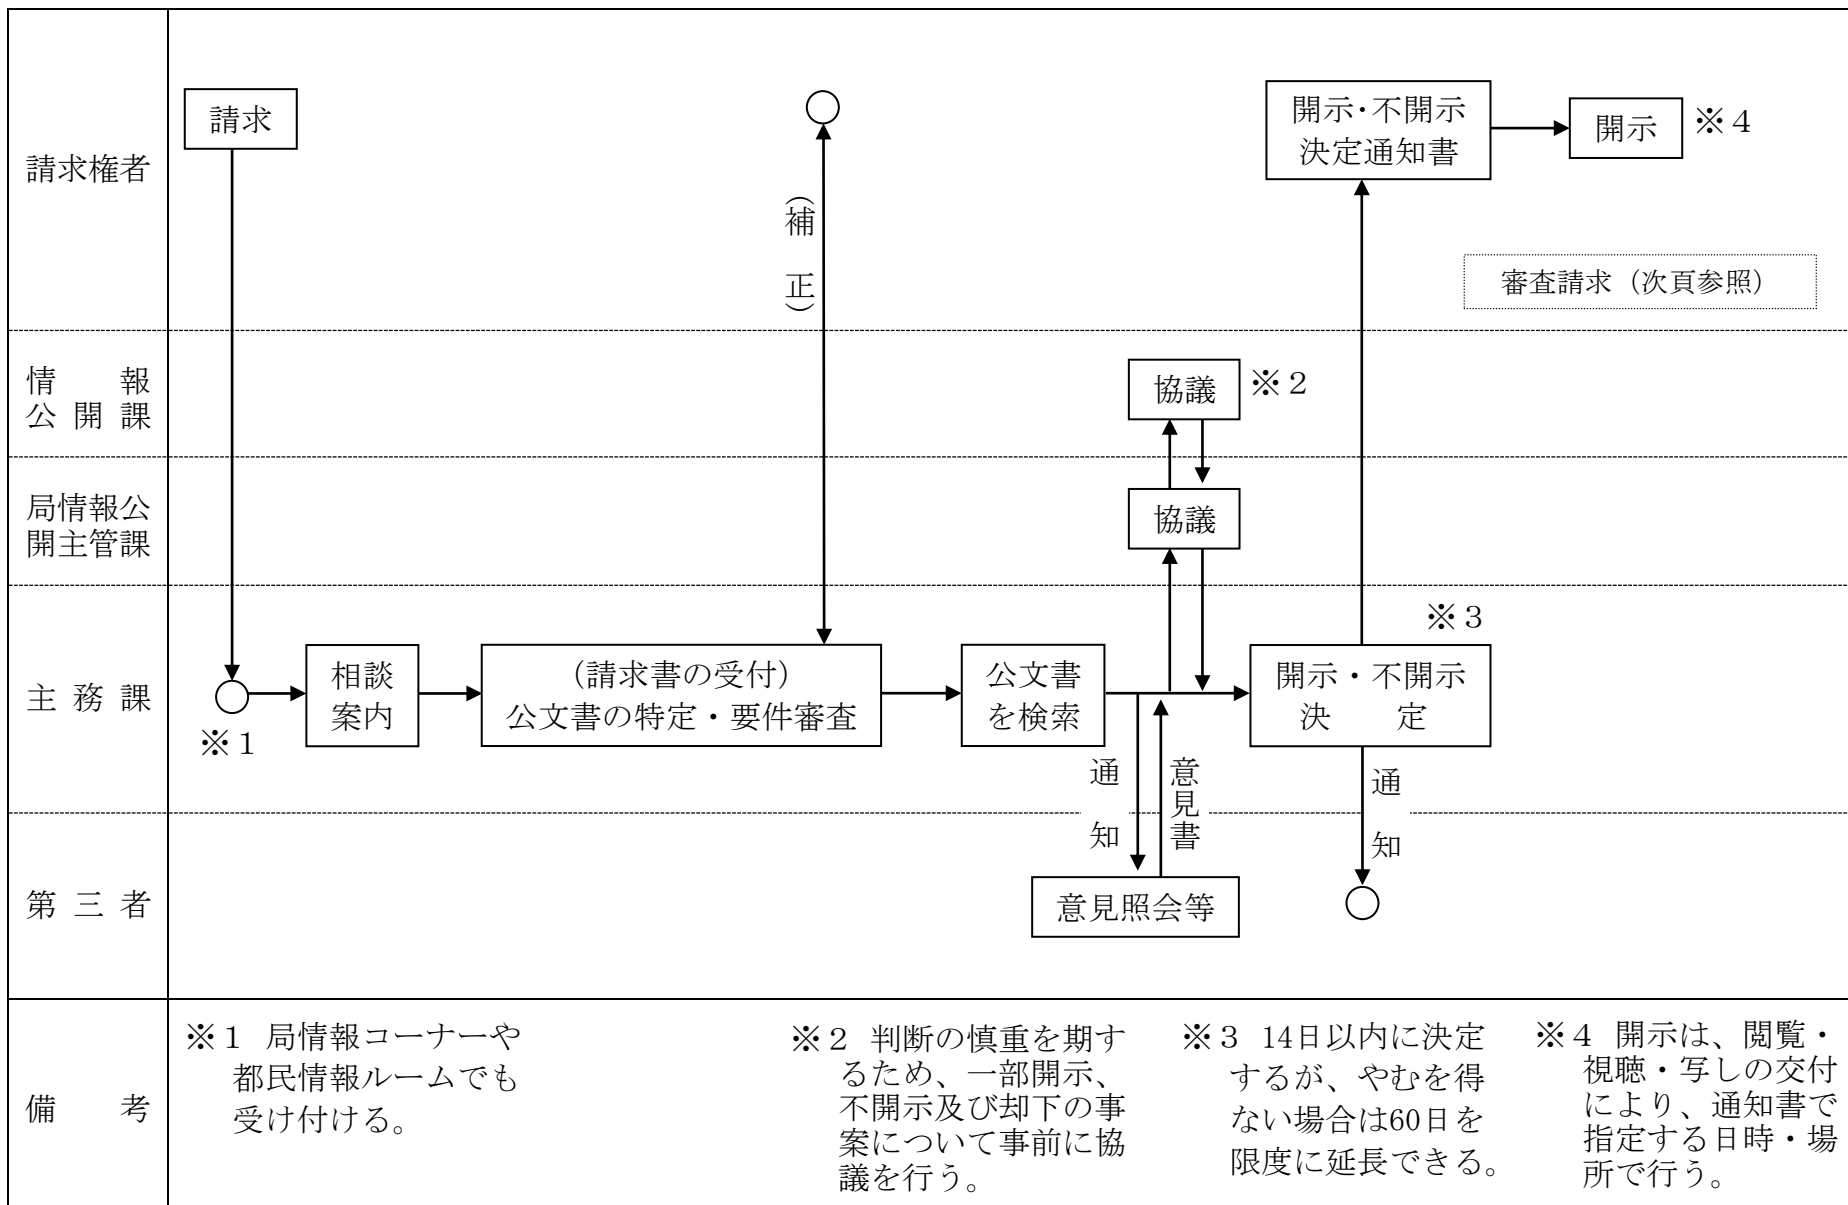 請求権者
請求
（補正）
開示・不開示
決定通知書
開示
※４
審査請求（次頁参照）
情報
公開課
協議
※２
局情報公
開主管課
協議
主務課
※１
相談
案内
（請求書の受付）
公文書の特定・要件審査
公文書
を検索
※３
開示・不開示
決定
通知
意見書
通知
第三者
意見照会等
備考
※１ 局情報コーナーや
都民情報ルームでも
受け付ける。
※２ 判断の慎重を期す
るため、一部開示、
不開示及び却下の事
案について事前に協
議を行う。
※３ 14日以内に決定
するが、やむを得
ない場合は60日を
限度に延長できる。
※４ 開示は、閲覧・
視聴・写しの交付
により、通知書で
指定する日時・場
所で行う。